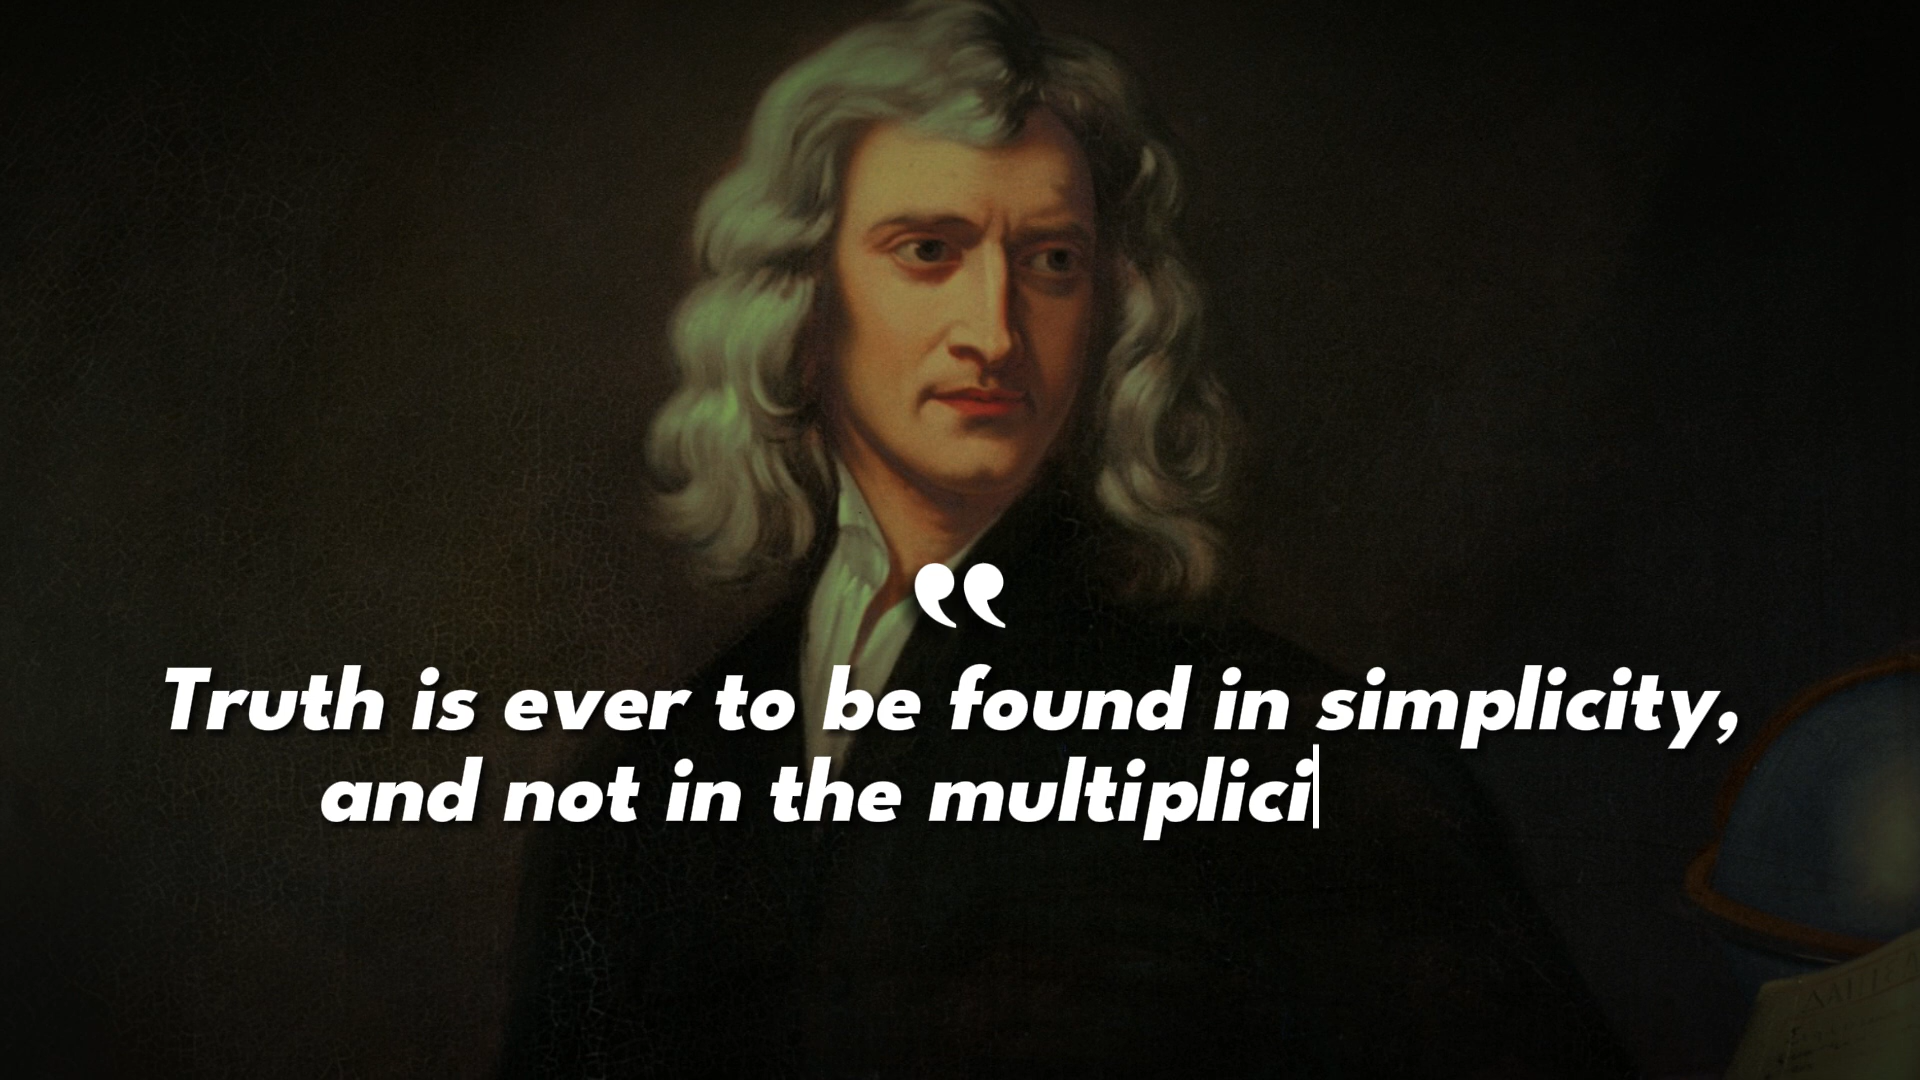 “
Truth is ever to be found in simplicity,
and not in the multiplici